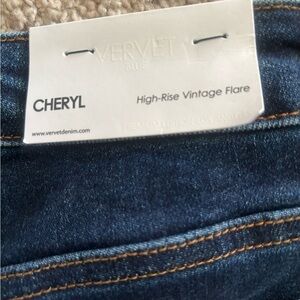 VERVET
CHERYL
High-Rise Vintage Flare
www.vervetdenim.com